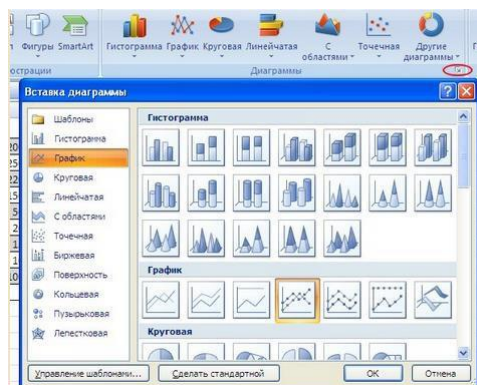 Фигуры SmartArt
Гистограмма График Круговая Линейчатая С областями Точечная Другие диаграммы
страции
Диаграммы
Вставка диаграммы
Шаблоны
Гистограмма
График
Круговая
Линейчатая
С областями
Точечная
Биржевая
Поверхность
Кольцевая
Пузырьковая
Лепестковая
Гистограмма
График
Круговая
Управление шаблонами...
Сделать стандартной
ОК
Отмена